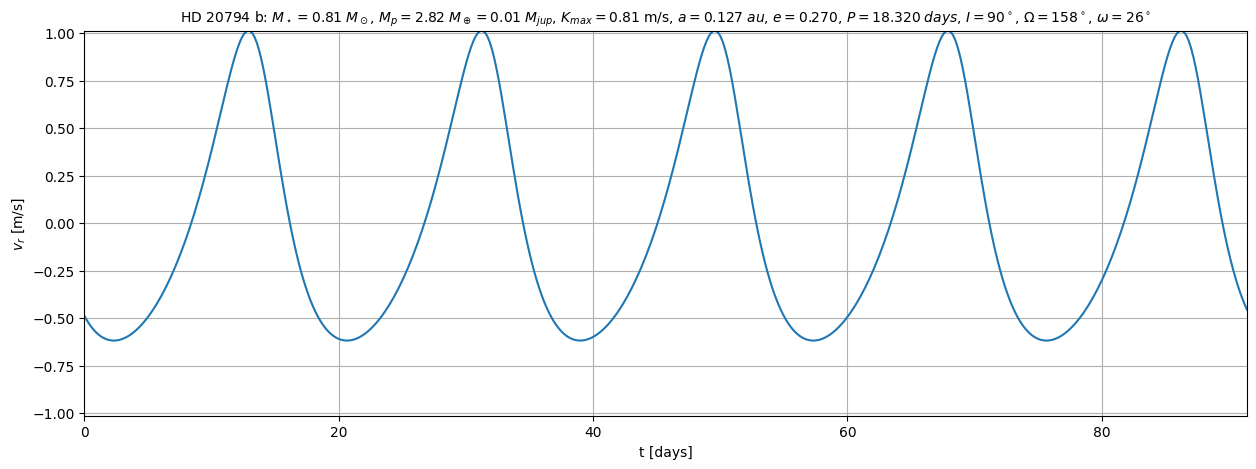 HD 20794 b: M⋆ = 0.81 M⊙, Mp = 2.82 M⊕ = 0.01 Mjup, Kmax = 0.81 m/s, a = 0.127 au, e = 0.270, P = 18.320 days, I = 90°, Ω = 158°, ω = 26°
1.00
0.75
0.50
0.25
0.00
−0.25
−0.50
−0.75
−1.00
vr [m/s]
0 20 40 60 80
t [days]